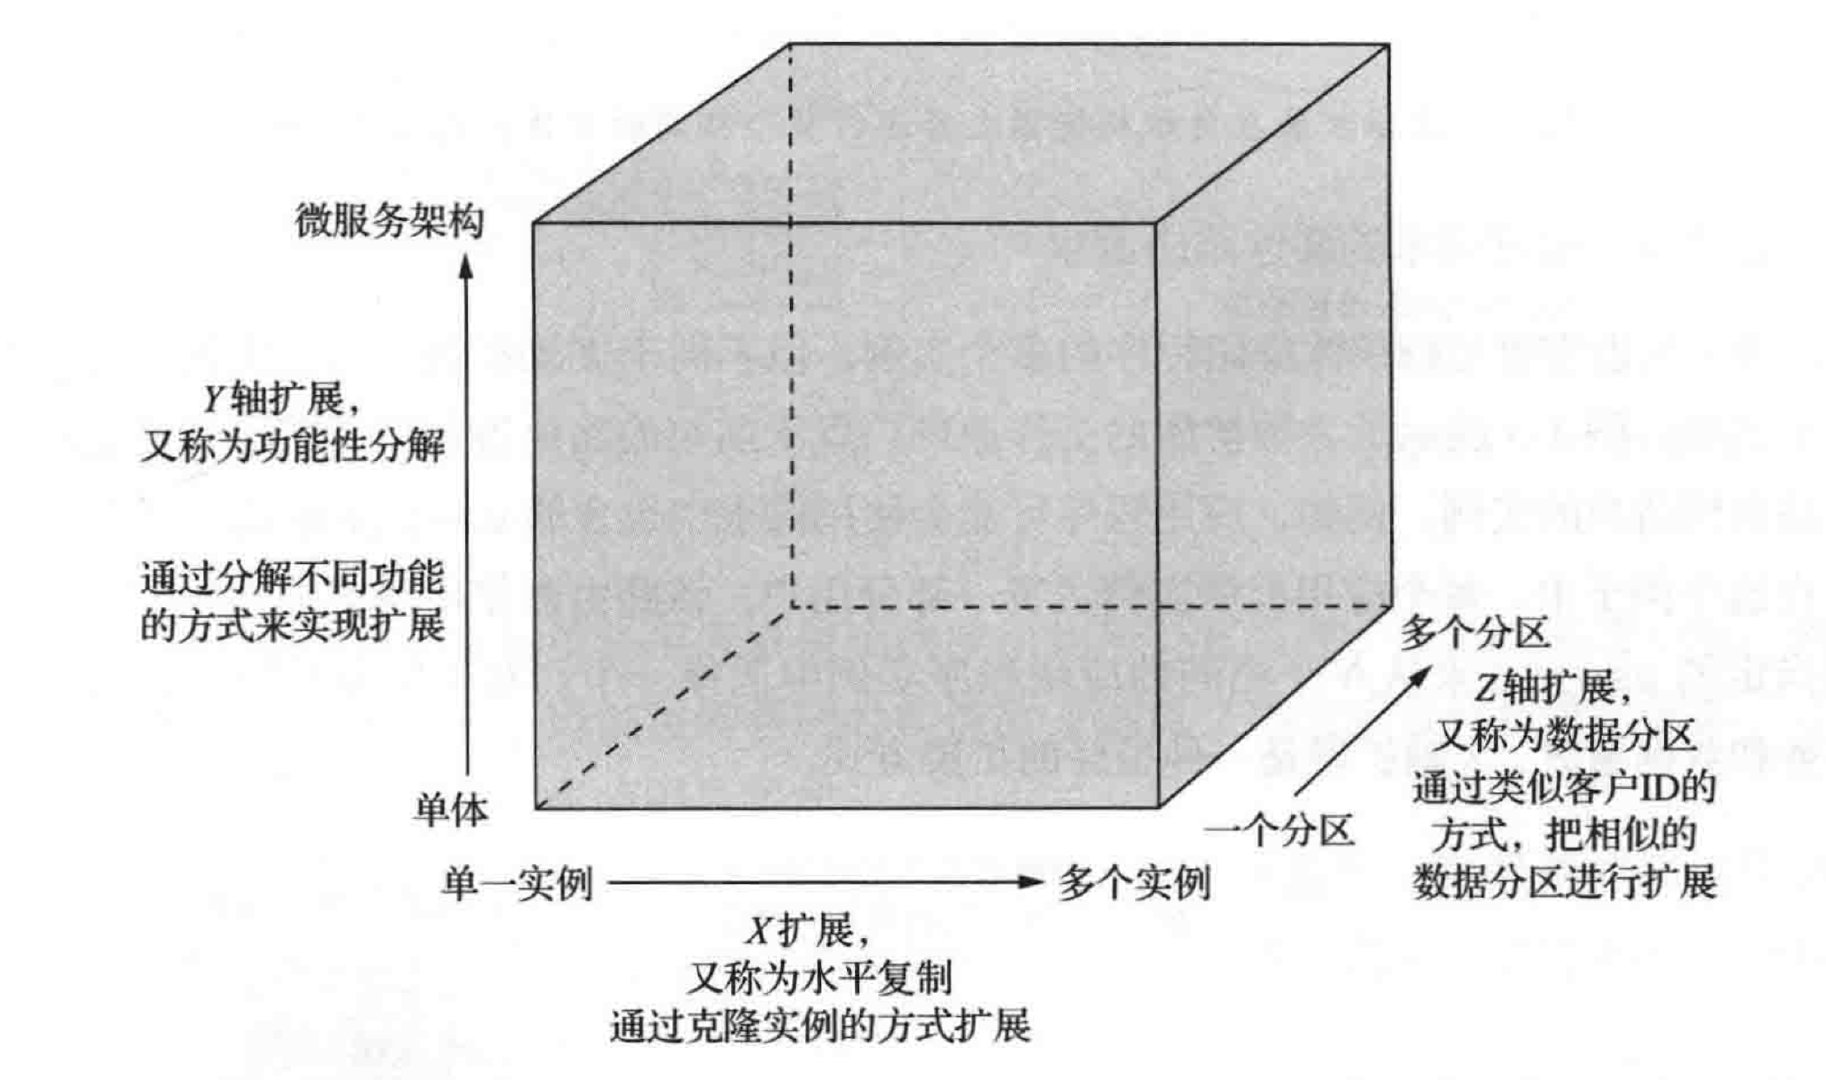 微服务架构
Y轴扩展，
又称为功能性分解
通过分解不同功能
的方式来实现扩展
单体
单一实例
多个实例
X扩展，
又称为水平复制
通过克隆实例的方式扩展
一个分区
多个分区
Z轴扩展，
又称为数据分区
通过类似客户ID的
方式，把相似的
数据分区进行扩展